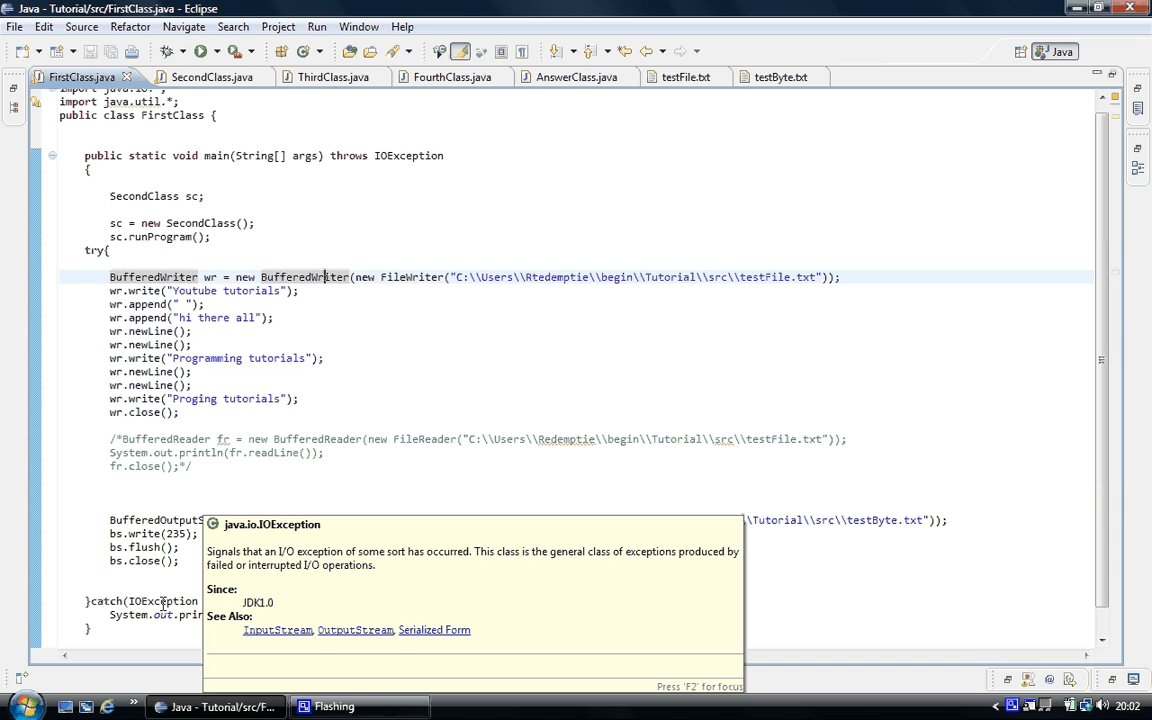 Java - Tutorial/src/FirstClass.java - Eclipse
File Edit Source Refactor Navigate Search Project Run Window Help
Java
FirstClass.java SecondClass.java ThirdClass.java FourthClass.java AnswerClass.java testFile.txt testByte.txt
import java.io.*;
import java.util.*;
public class FirstClass {
public static void main(String[] args) throws IOException
{
SecondClass sc;
sc = new SecondClass();
sc.runProgram();
try{
BufferedWriter wr = new BufferedWriter(new FileWriter("C:\\Users\\Rtedemptie\\begin\\Tutorial\\src\\testFile.txt"));
wr.write("Youtube tutorials");
wr.append(" ");
wr.append("hi there all");
wr.newLine();
wr.newLine();
wr.write("Programming tutorials");
wr.newLine();
wr.newLine();
wr.write("Proging tutorials");
wr.close();
/*BufferedReader fr = new BufferedReader(new FileReader("C:\\Users\\Redemptie\\begin\\Tutorial\\src\\testFile.txt"));
System.out.println(fr.readLine());
fr.close();*/
BufferedOutputS \\Tutorial\\src\\testByte.txt"));
bs.write(235);
bs.flush();
bs.close();
}catch(IOException
System.out.prin
}
java.io.IOException
Signals that an I/O exception of some sort has occurred. This class is the general class of exceptions produced by
failed or interrupted I/O operations.
Since:
JDK1.0
See Also:
InputStream, OutputStream, Serialized Form
Press 'F2' for focus
Java - Tutorial/src/F... Flashing 20:02